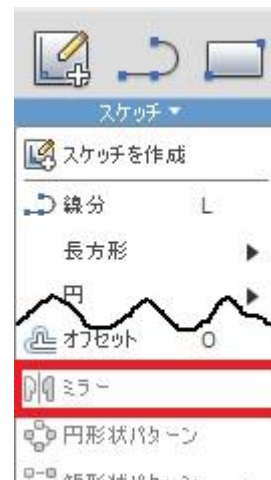 スケッチ ▼
スケッチを作成
線分 L
長方形 ▶
円 ▶
オフセット O
ミラー
円形状パターン